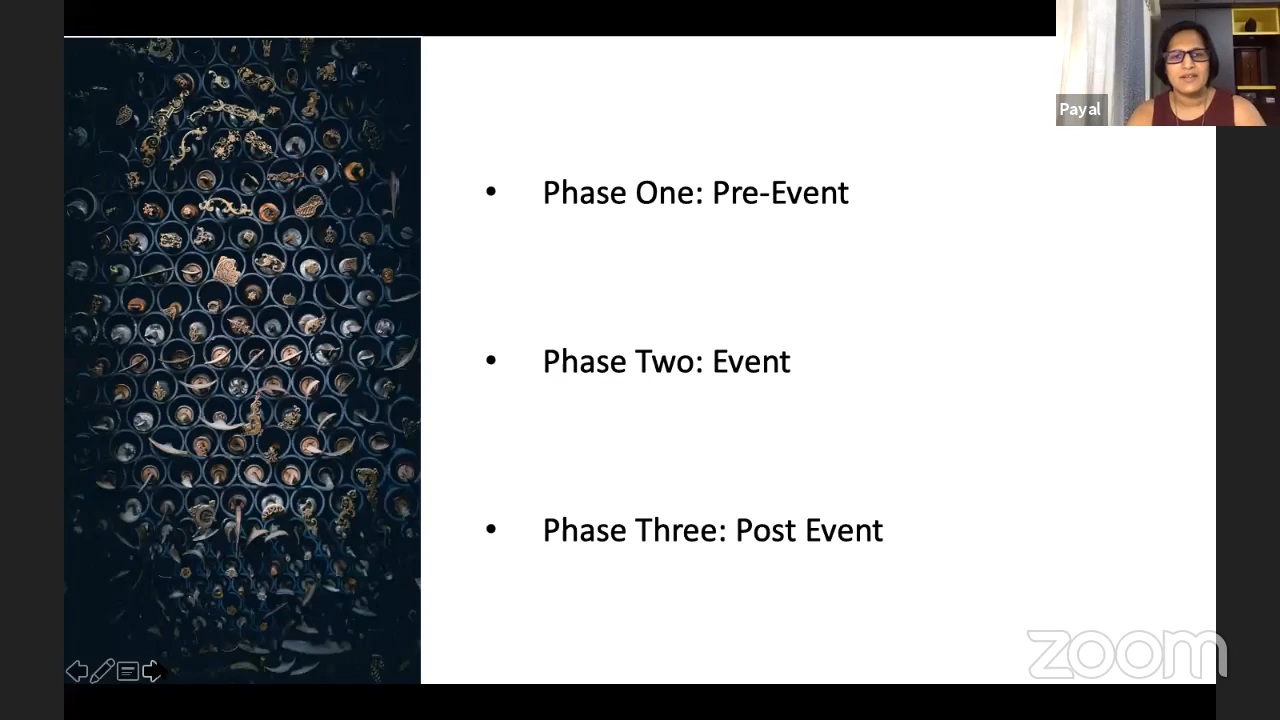 Payal
• Phase One: Pre-Event
• Phase Two: Event
• Phase Three: Post Event
zoom